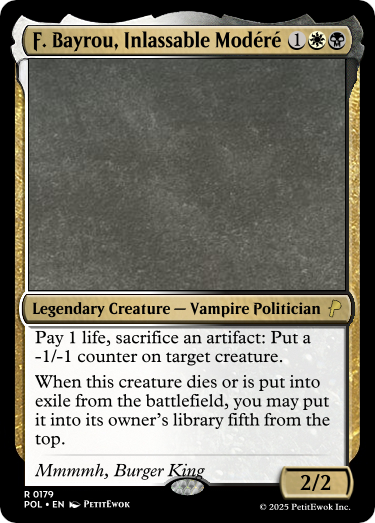 F. Bayrou, Inlassable Modéré 1
Legendary Creature — Vampire Politician
Pay 1 life, sacrifice an artifact: Put a
-1/-1 counter on target creature.
When this creature dies or is put into
exile from the battlefield, you may put
it into its owner's library fifth from the
top.
Mmmmh, Burger King
2/2
R 0179
POL • EN PetitEwok
© 2025 PetitEwok Inc.